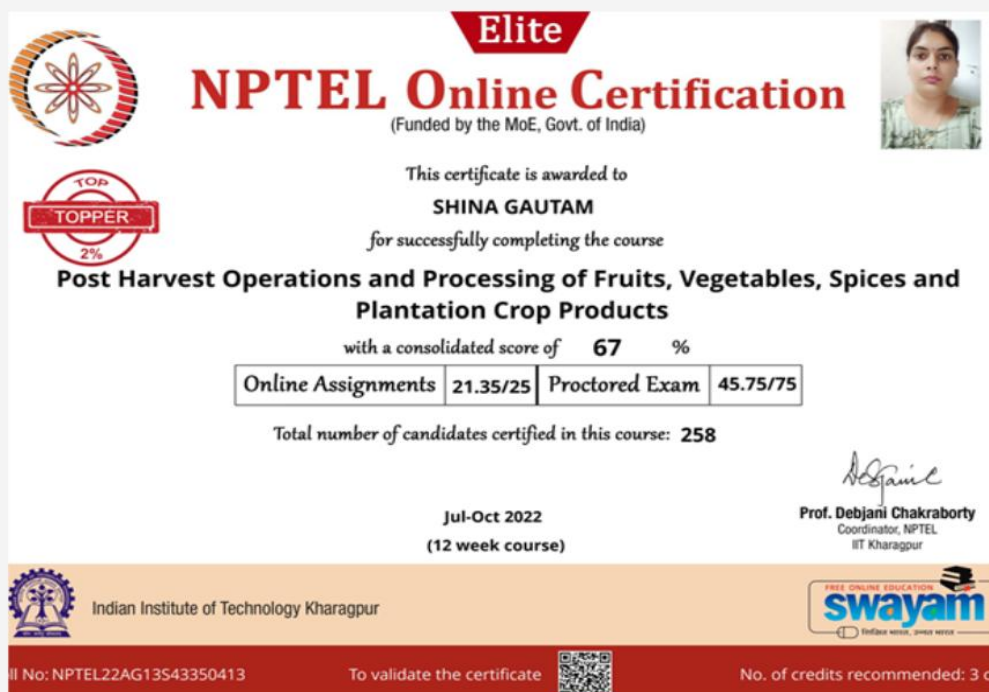 Elite
NPTEL Online Certification
(Funded by the MoE, Govt. of India)
This certificate is awarded to
SHINA GAUTAM
TOP
TOPPER
2%
for successfully completing the course
Post Harvest Operations and Processing of Fruits, Vegetables, Spices and
Plantation Crop Products
with a consolidated score of 67 %
Online Assignments 21.35/25 Proctored Exam 45.75/75
Total number of candidates certified in this course: 258
Jul-Oct 2022
(12 week course)
Prof. Debjani Chakraborty
Coordinator, NPTEL
IIT Kharagpur
Indian Institute of Technology Kharagpur
FREE ONLINE EDUCATION
swayam
शिक्षित भारत, उन्नत भारत
ll No: NPTEL22AG13S43350413
To validate the certificate
No. of credits recommended: 3 o